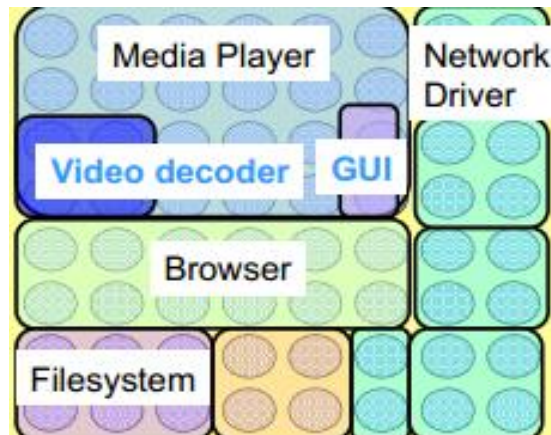 Media Player
Network
Driver
Video decoder
GUI
Browser
Filesystem